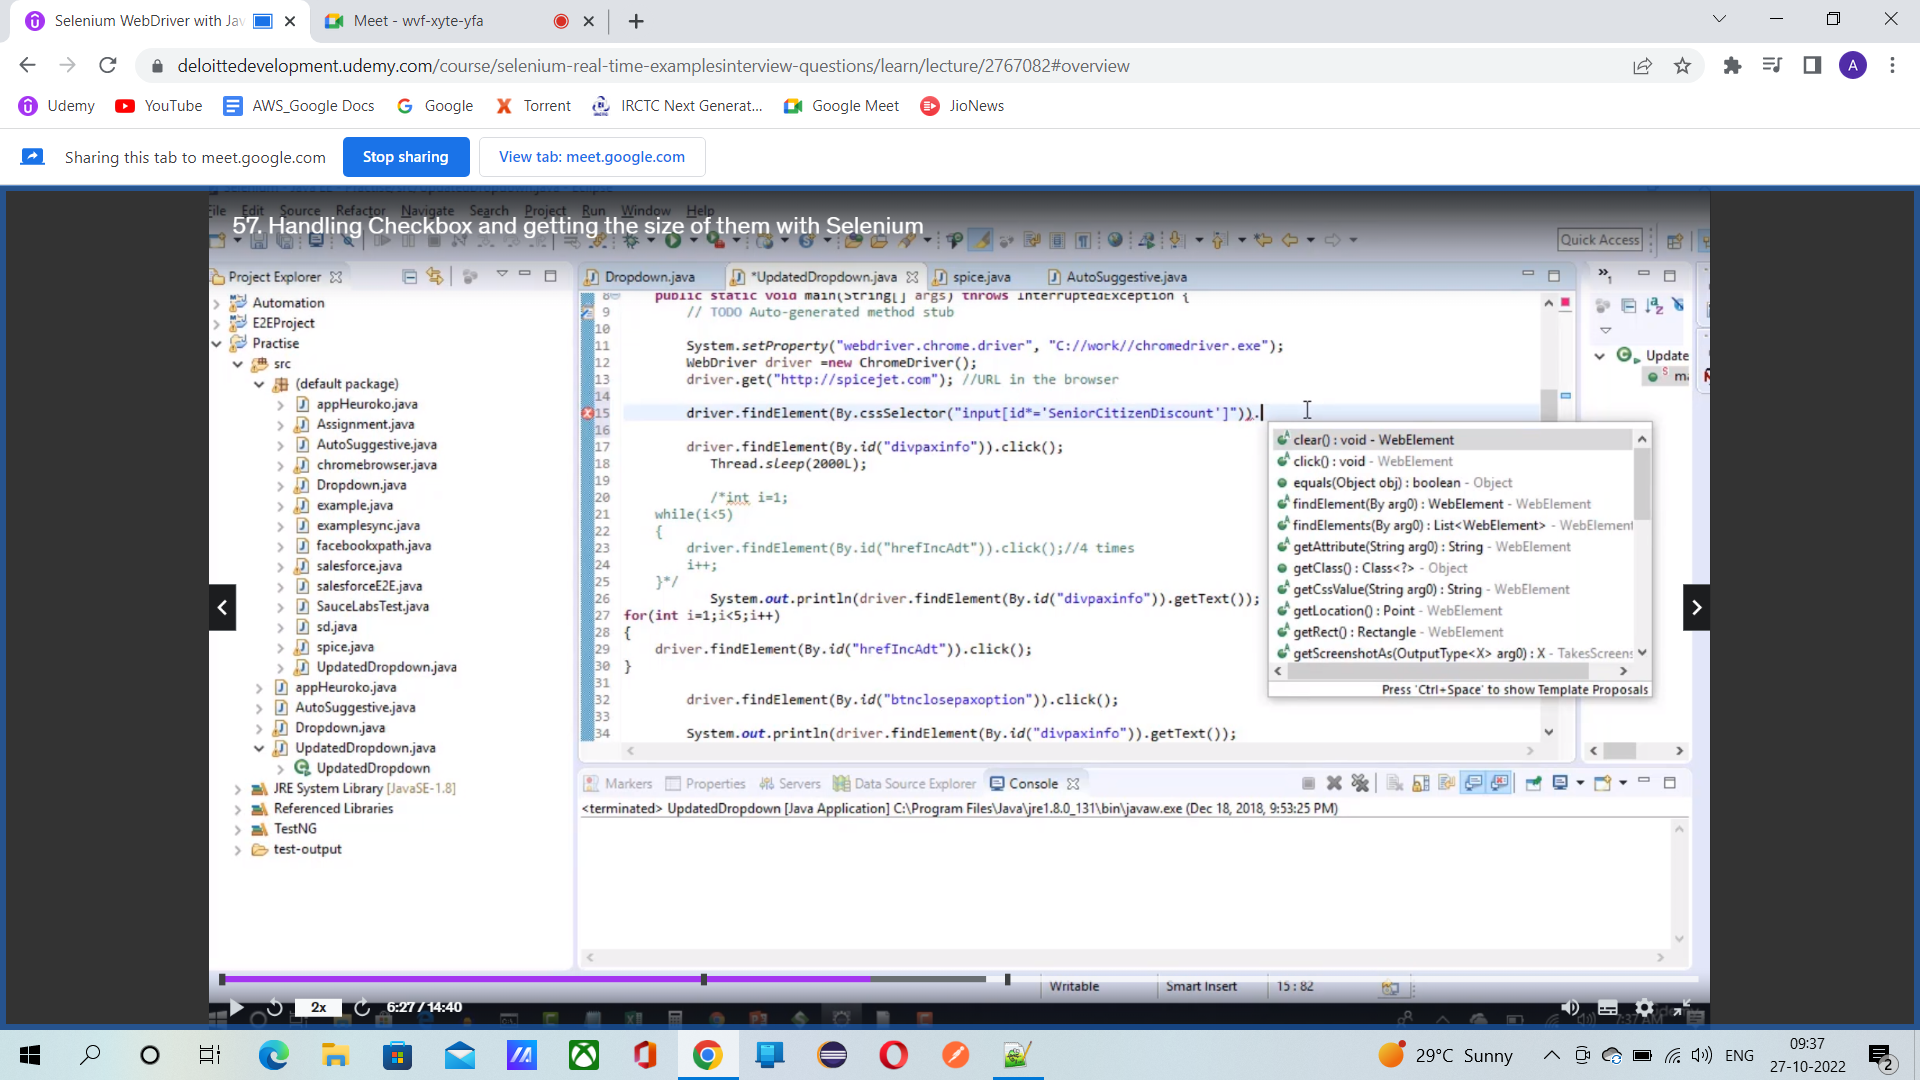 Selenium WebDriver with Jav
Meet - wvf-xyte-yfa
deloittedevelopment.udemy.com/course/selenium-real-time-examplesinterview-questions/learn/lecture/2767082#overview
A
Udemy YouTube AWS_Google Docs Google Torrent IRCTC Next Generat... Google Meet JioNews
Sharing this tab to meet.google.com Stop sharing View tab: meet.google.com
File Edit Source Refactor Navigate Search Project Run Window Help
57. Handling Checkbox and getting the size of them with Selenium
Quick Access
Project Explorer
Dropdown.java *UpdatedDropdown.java spice.java AutoSuggestive.java
Automation
E2EProject
Practise
src
(default package)
appHeuroko.java
Assignment.java
AutoSuggestive.java
chromebrowser.java
Dropdown.java
example.java
examplesync.java
facebookxpath.java
salesforce.java
salesforceE2E.java
SauceLabsTest.java
sd.java
spice.java
UpdatedDropdown.java
appHeuroko.java
AutoSuggestive.java
Dropdown.java
UpdatedDropdown.java
UpdatedDropdown
JRE System Library [JavaSE-1.8]
Referenced Libraries
TestNG
test-output
8 public static void main(String[] args) throws InterruptedException {
9 // TODO Auto-generated method stub
10
11 System.setProperty("webdriver.chrome.driver", "C://work//chromedriver.exe");
12 WebDriver driver =new ChromeDriver();
13 driver.get("http://spicejet.com"); //URL in the browser
14
15 driver.findElement(By.cssSelector("input[id*='SeniorCitizenDiscount']")).
16
17 driver.findElement(By.id("divpaxinfo")).click();
18 Thread.sleep(2000L);
19
20 /*int i=1;
21 while(i<5)
22 {
23 driver.findElement(By.id("hrefIncAdt")).click();//4 times
24 i++;
25 }*/
26 System.out.println(driver.findElement(By.id("divpaxinfo")).getText());
27 for(int i=1;i<5;i++)
28 {
29 driver.findElement(By.id("hrefIncAdt")).click();
30 }
31
32 driver.findElement(By.id("btnclosepaxoption")).click();
33
34 System.out.println(driver.findElement(By.id("divpaxinfo")).getText());
clear() : void - WebElement
click() : void - WebElement
equals(Object obj) : boolean - Object
findElement(By arg0) : WebElement - WebElement
findElements(By arg0) : List<WebElement> - WebElement
getAttribute(String arg0) : String - WebElement
getClass() : Class<?> - Object
getCssValue(String arg0) : String - WebElement
getLocation() : Point - WebElement
getRect() : Rectangle - WebElement
getScreenshotAs(OutputType<X> arg0) : X - TakesScreens
Press 'Ctrl+Space' to show Template Proposals
Update
ma
Markers Properties Servers Data Source Explorer Console
<terminated> UpdatedDropdown [Java Application] C:\Program Files\Java\jre1.8.0_131\bin\javaw.exe (Dec 18, 2018, 9:53:25 PM)
Writable Smart Insert 15 : 82
2x 6:27 / 14:40
29°C Sunny ENG
09:37
27-10-2022
2